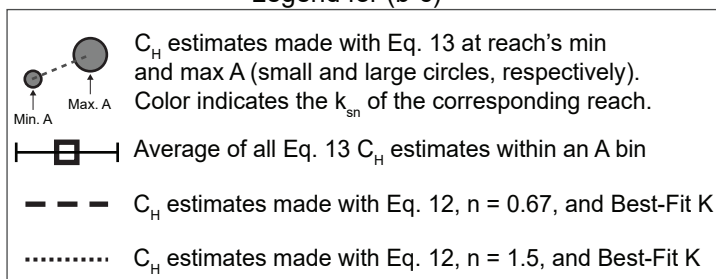 C_H estimates made with Eq. 13 at reach's min
and max A (small and large circles, respectively).
Color indicates the k_sn of the corresponding reach.
Min. A
Max. A
Average of all Eq. 13 C_H estimates within an A bin
C_H estimates made with Eq. 12, n = 0.67, and Best-Fit K
C_H estimates made with Eq. 12, n = 1.5, and Best-Fit K